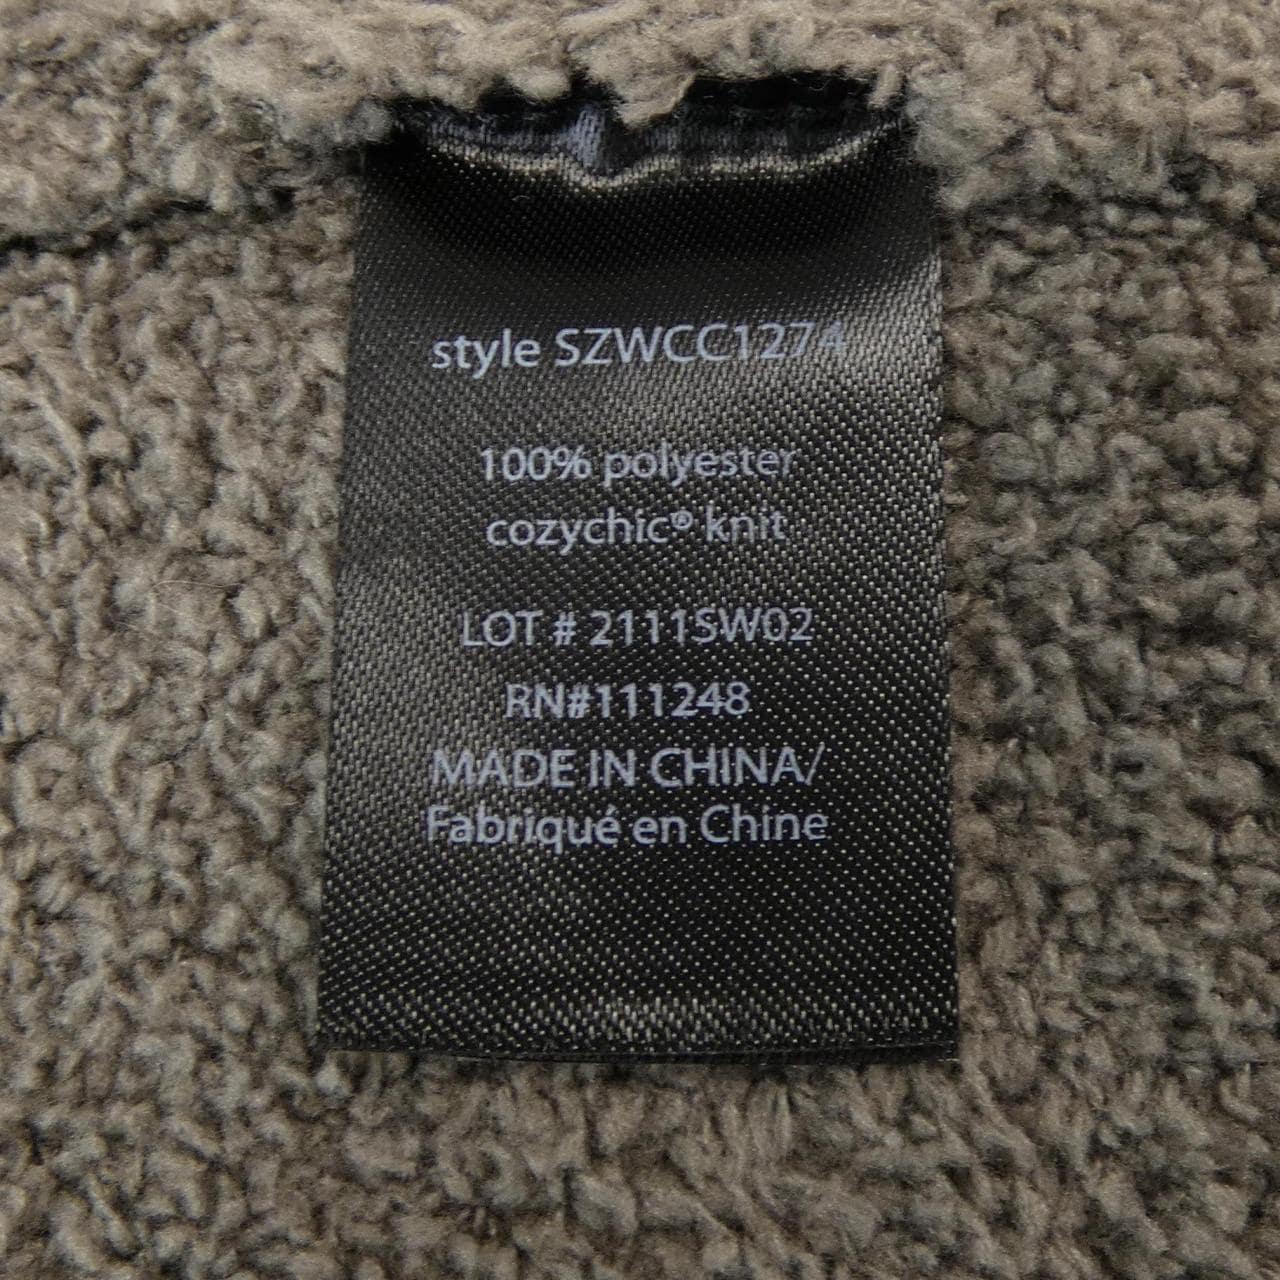 style SZWCC1274
100% polyester
cozychic® knit
LOT # 2111SW02
RN#111248
MADE IN CHINA/
Fabriqué en Chine